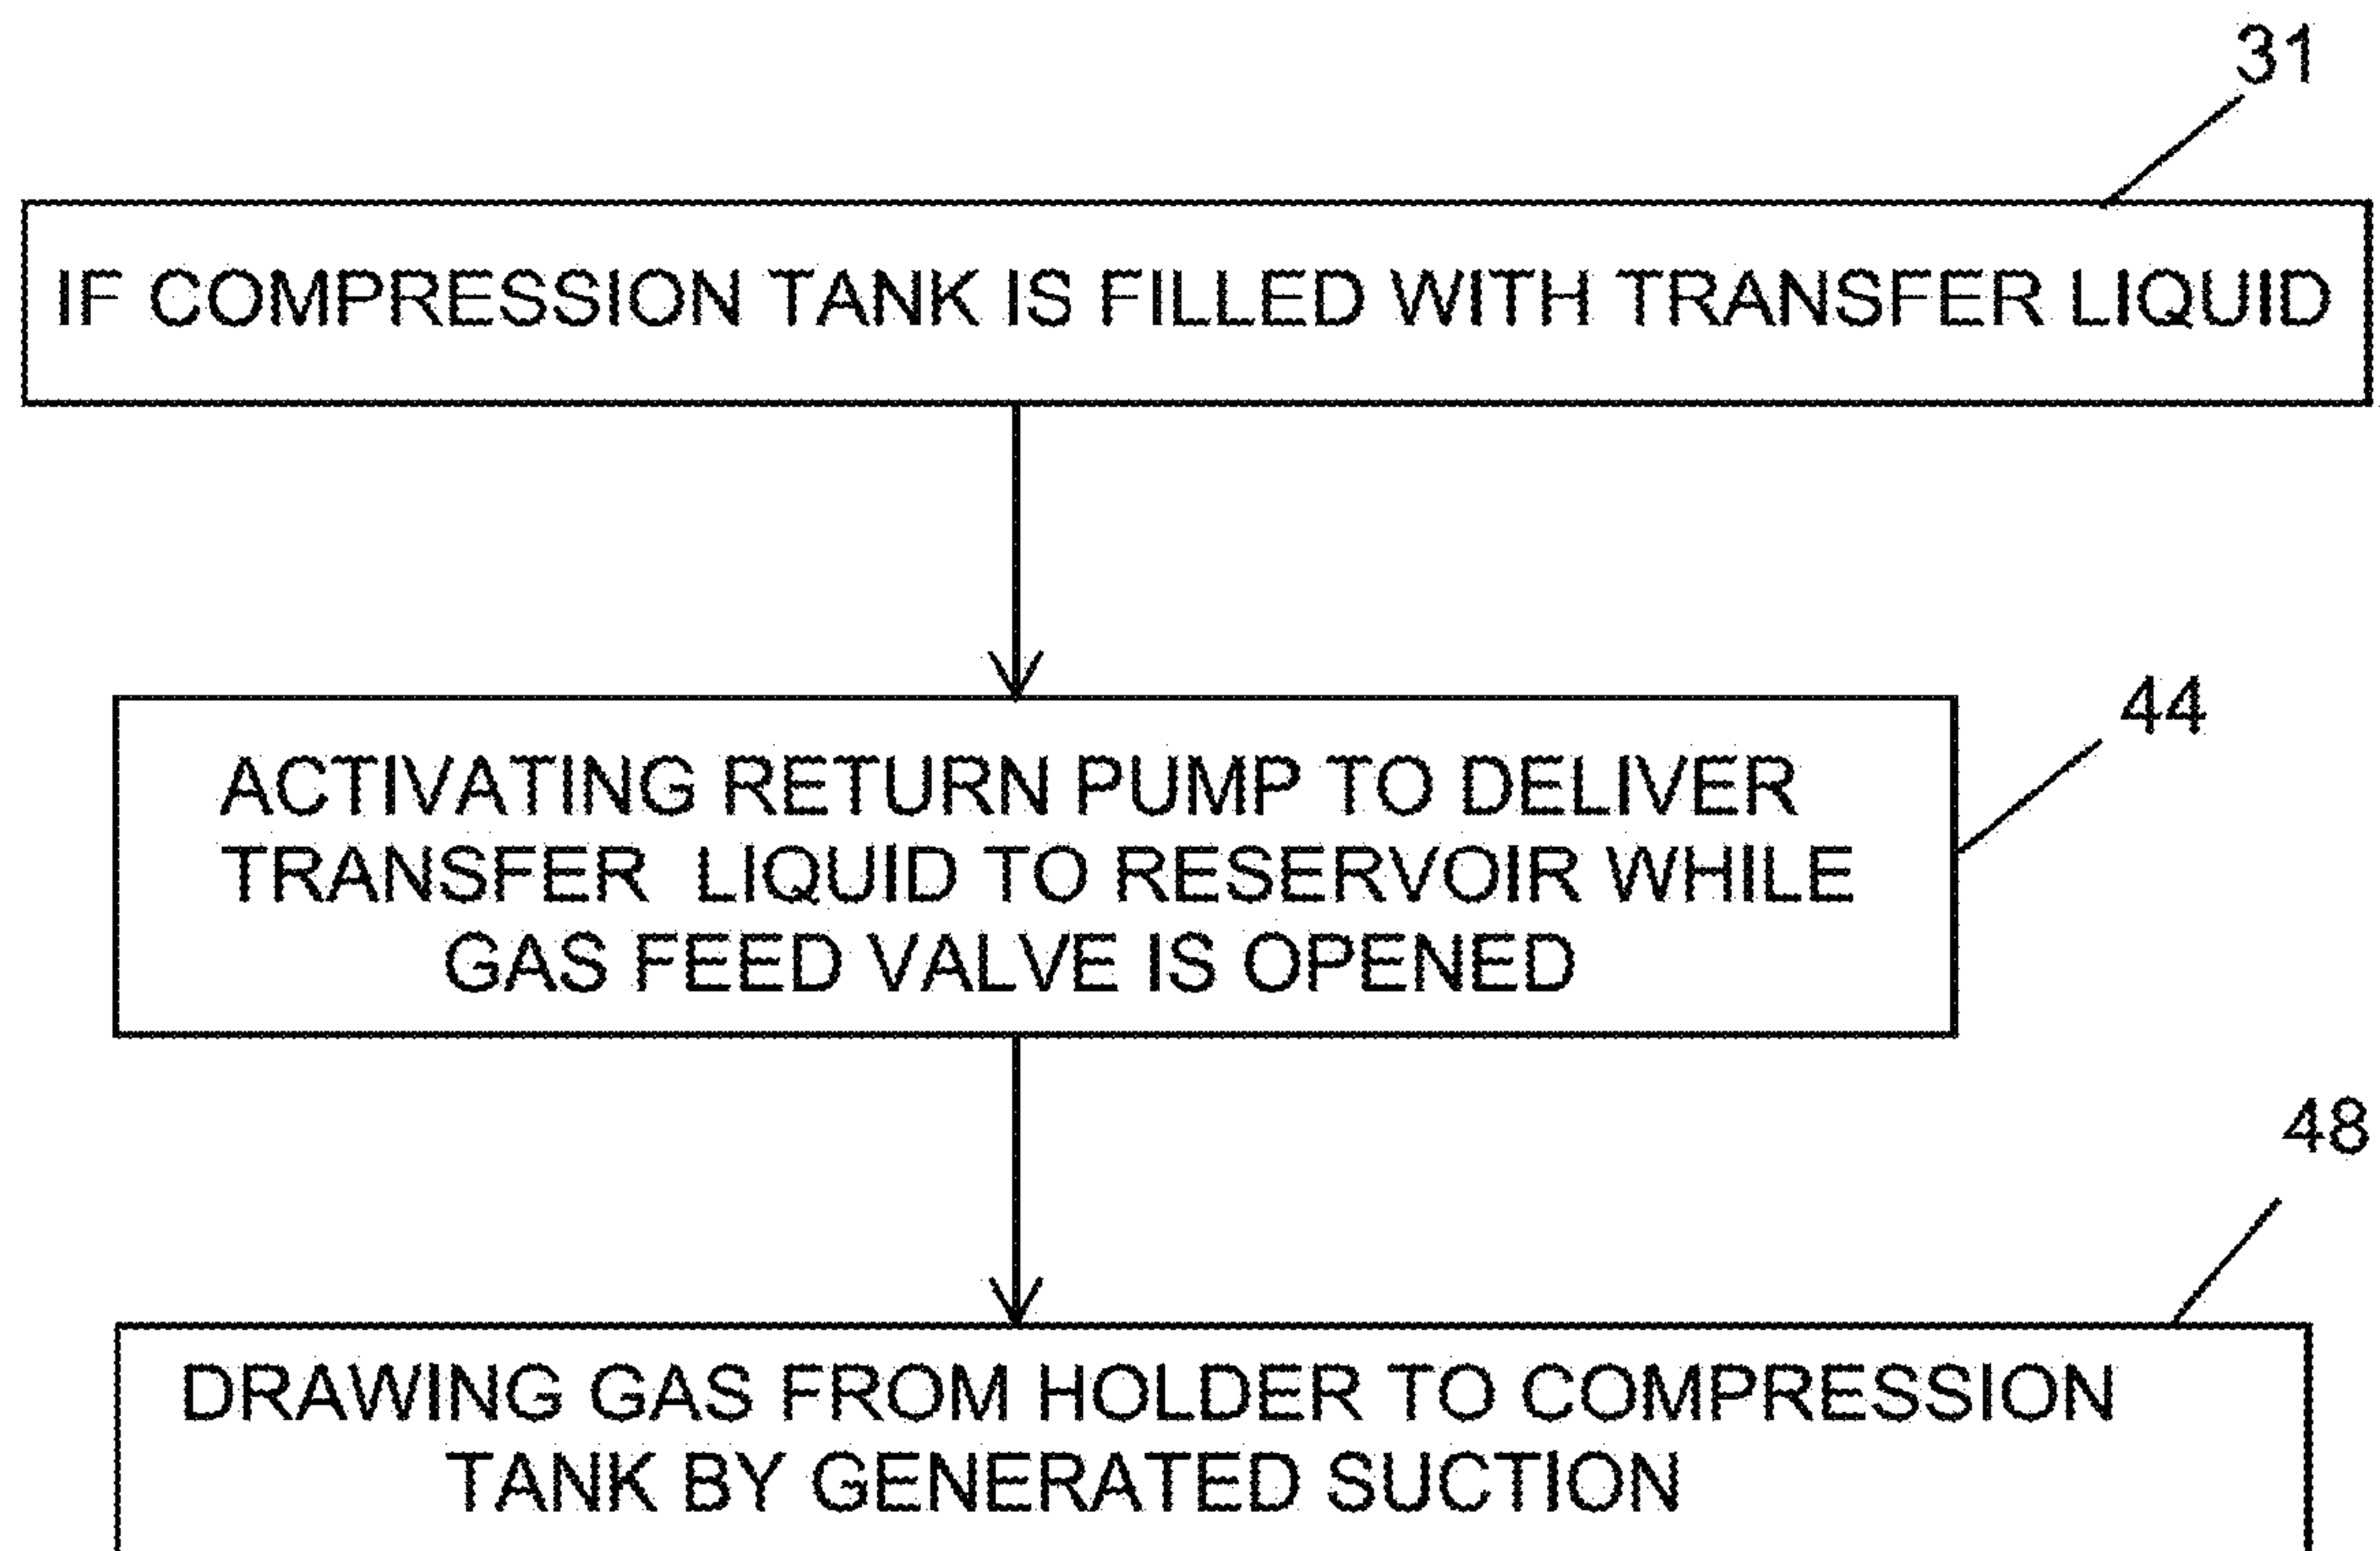 31
IF COMPRESSION TANK IS FILLED WITH TRANSFER LIQUID
44
ACTIVATING RETURN PUMP TO DELIVER
TRANSFER LIQUID TO RESERVOIR WHILE
GAS FEED VALVE IS OPENED
48
DRAWING GAS FROM HOLDER TO COMPRESSION
TANK BY GENERATED SUCTION